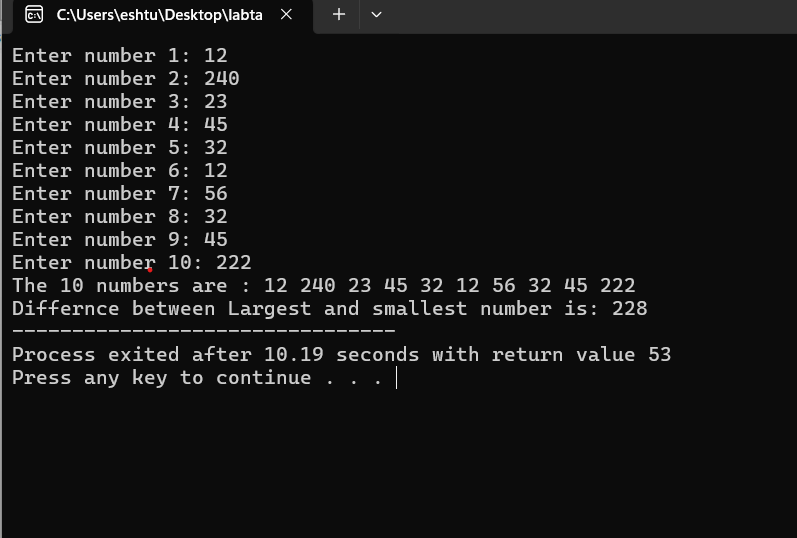 C:\Users\eshtu\Desktop\labta
Enter number 1: 12
Enter number 2: 240
Enter number 3: 23
Enter number 4: 45
Enter number 5: 32
Enter number 6: 12
Enter number 7: 56
Enter number 8: 32
Enter number 9: 45
Enter number 10: 222
The 10 numbers are : 12 240 23 45 32 12 56 32 45 222
Differnce between Largest and smallest number is: 228
--------------------------------
Process exited after 10.19 seconds with return value 53
Press any key to continue . . .